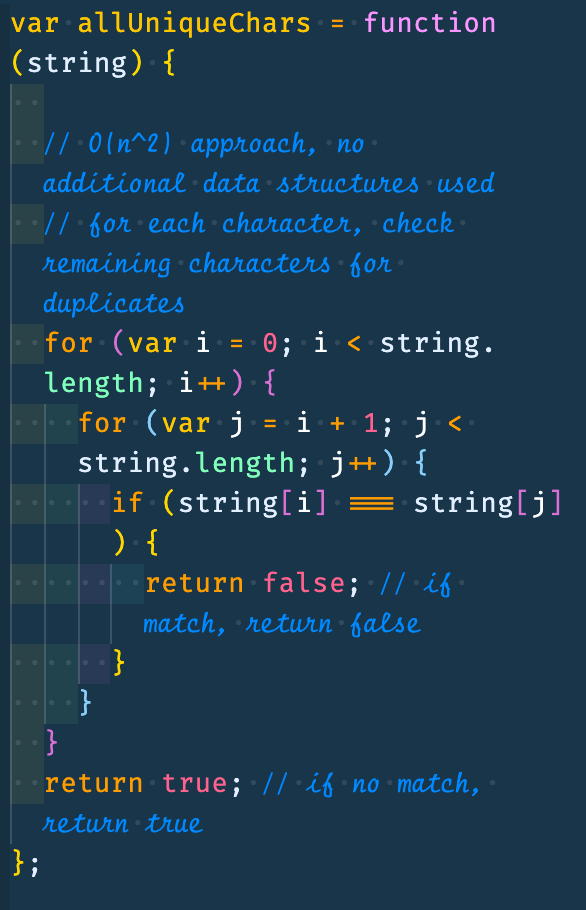 var allUniqueChars = function
(string) {
// O(n^2) approach, no
additional data structures used
// for each character, check
remaining characters for
duplicates
for (var i = 0; i < string.
length; i++) {
for (var j = i + 1; j <
string.length; j++) {
if (string[i] === string[j]
) {
return false; // if
match, return false
}
}
}
return true; // if no match,
return true
};